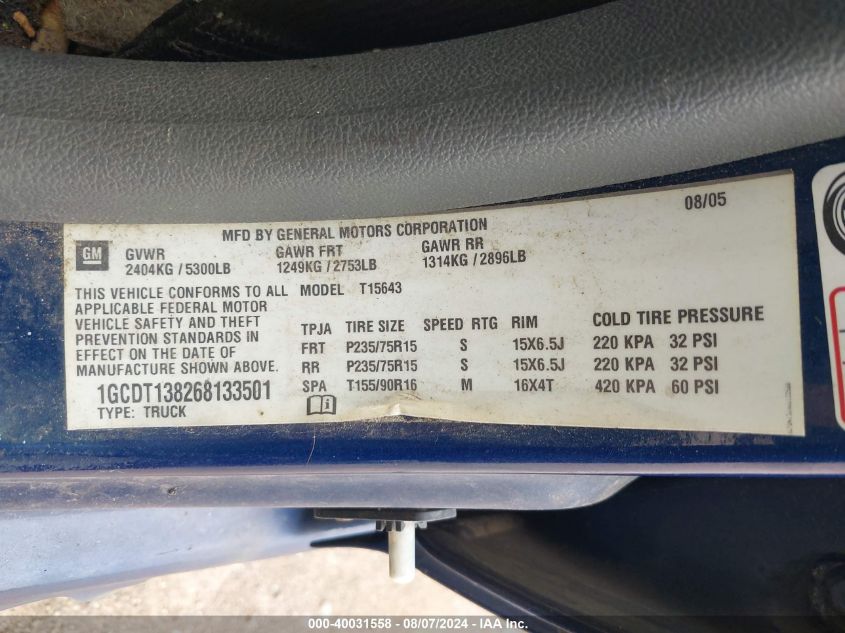 MFD BY GENERAL MOTORS CORPORATION 08/05
GM
GVWR GAWR FRT GAWR RR
2404KG / 5300LB 1249KG / 2753LB 1314KG / 2896LB
THIS VEHICLE CONFORMS TO ALL MODEL T15643
APPLICABLE FEDERAL MOTOR
VEHICLE SAFETY AND THEFT
PREVENTION STANDARDS IN
EFFECT ON THE DATE OF
MANUFACTURE SHOWN ABOVE.
TPJA TIRE SIZE SPEED RTG RIM COLD TIRE PRESSURE
FRT P235/75R15 S 15X6.5J 220 KPA 32 PSI
RR P235/75R15 S 15X6.5J 220 KPA 32 PSI
SPA T155/90R16 M 16X4T 420 KPA 60 PSI
1GCDT138268133501
TYPE: TRUCK
000-40031558 - 08/07/2024 - 1, - IAA